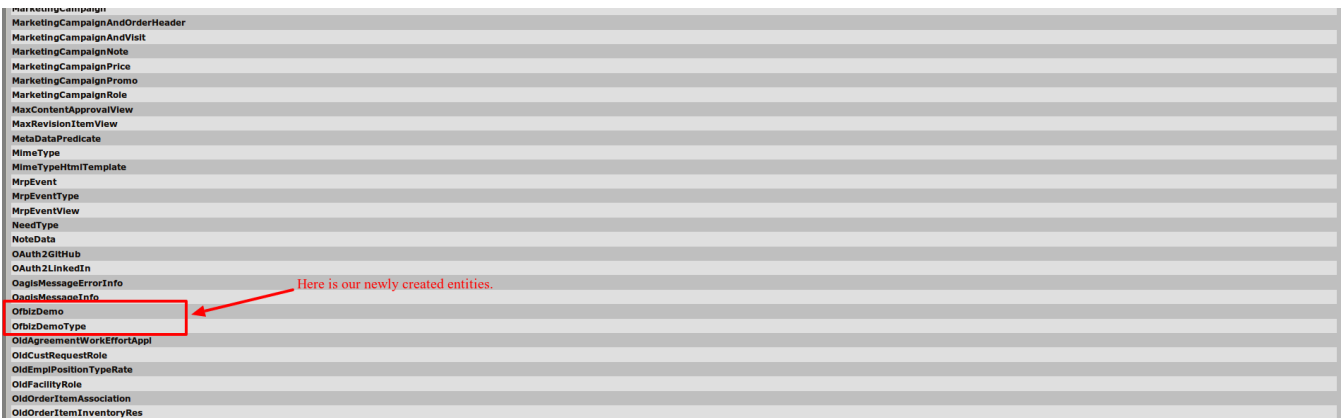 MarketingCampaign
MarketingCampaignAndOrderHeader
MarketingCampaignAndVisit
MarketingCampaignNote
MarketingCampaignPrice
MarketingCampaignPromo
MarketingCampaignRole
MaxContentApprovalView
MaxRevisionItemView
MetaDataPredicate
MimeType
MimeTypeHtmlTemplate
MrpEvent
MrpEventType
MrpEventView
NeedType
NoteData
OAuth2GitHub
OAuth2LinkedIn
OagisMessageErrorInfo
Here is our newly created entities.
OagisMessageInfo
OfbizDemo
OfbizDemoType
OldAgreementWorkEffortAppl
OldCustRequestRole
OldEmplPositionTypeRate
OldFacilityRole
OldOrderItemAssociation
OldOrderItemInventoryRes